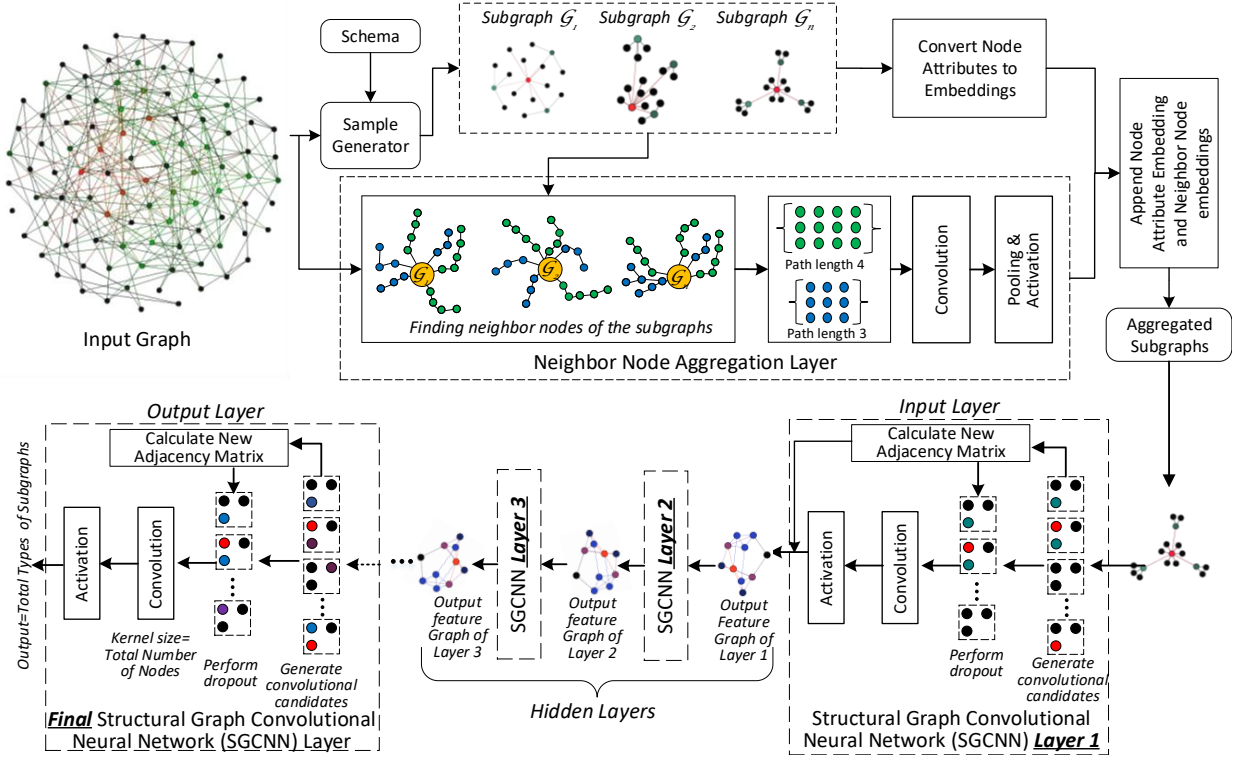 Input Graph
Schema
Sample
Generator
Subgraph 𝒢₁
Subgraph 𝒢₂
Subgraph 𝒢ₙ
Convert Node
Attributes to
Embeddings
Append Node
Attribute Embedding
and Neighbor Node
embeddings
𝒢₁
𝒢
𝒢
Finding neighbor nodes of the subgraphs
Path length 4
Path length 3
Convolution
Pooling &
Activation
Neighbor Node Aggregation Layer
Aggregated
Subgraphs
Input Layer
Calculate New
Adjacency Matrix
Activation
Convolution
Perform
dropout
Generate
convolutional
candidates
Structural Graph Convolutional
Neural Network (SGCNN) Layer 1
Output Feature
Graph of
Layer 1
SGCNN Layer 2
Output feature
Graph of
Layer 2
SGCNN Layer 3
Output
feature
Graph of
Layer 3
Hidden Layers
Output Layer
Calculate New
Adjacency Matrix
Generate
convolutional
candidates
Perform
dropout
Convolution
Kernel size=
Total Number
of Nodes
Activation
Output=Total Types of Subgraphs
Final Structural Graph Convolutional
Neural Network (SGCNN) Layer